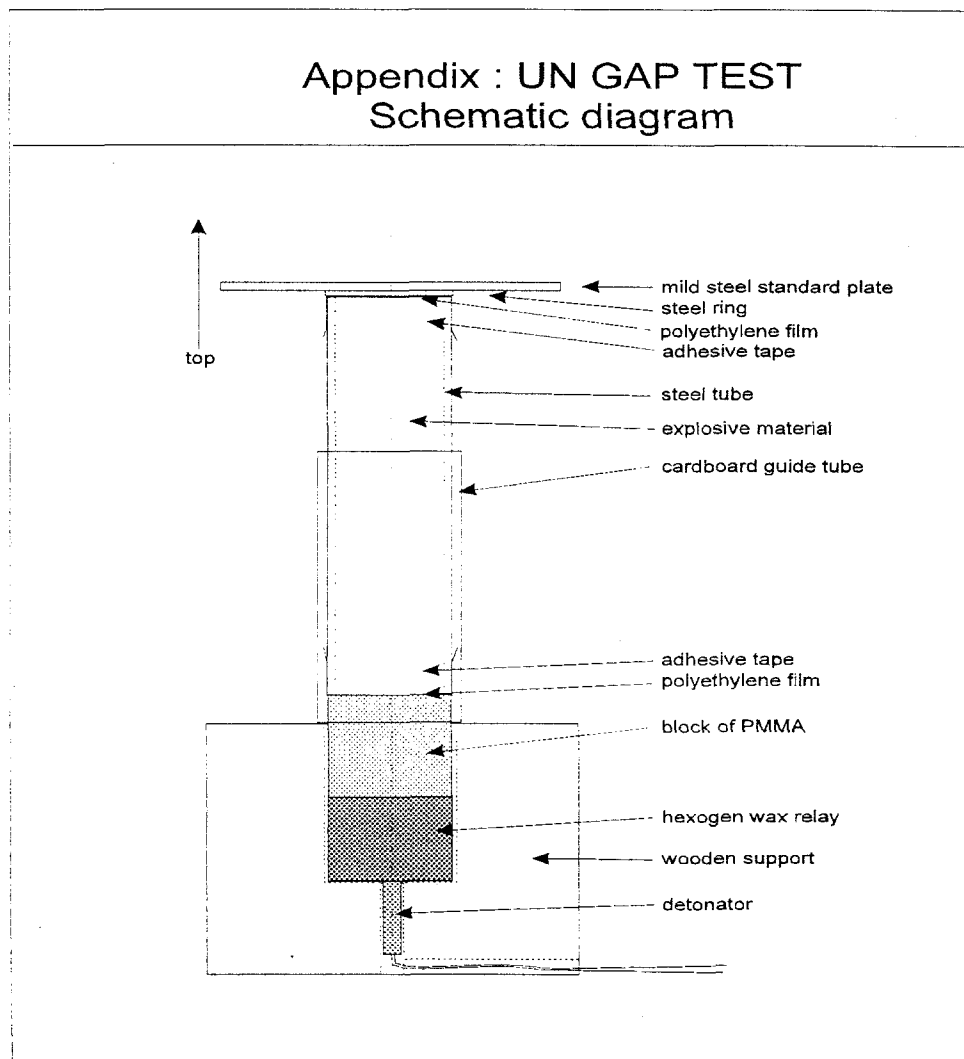 Appendix : UN GAP TEST
Schematic diagram
top
mild steel standard plate
steel ring
polyethylene film
adhesive tape
steel tube
explosive material
cardboard guide tube
adhesive tape
polyethylene film
block of PMMA
hexogen wax relay
wooden support
detonator